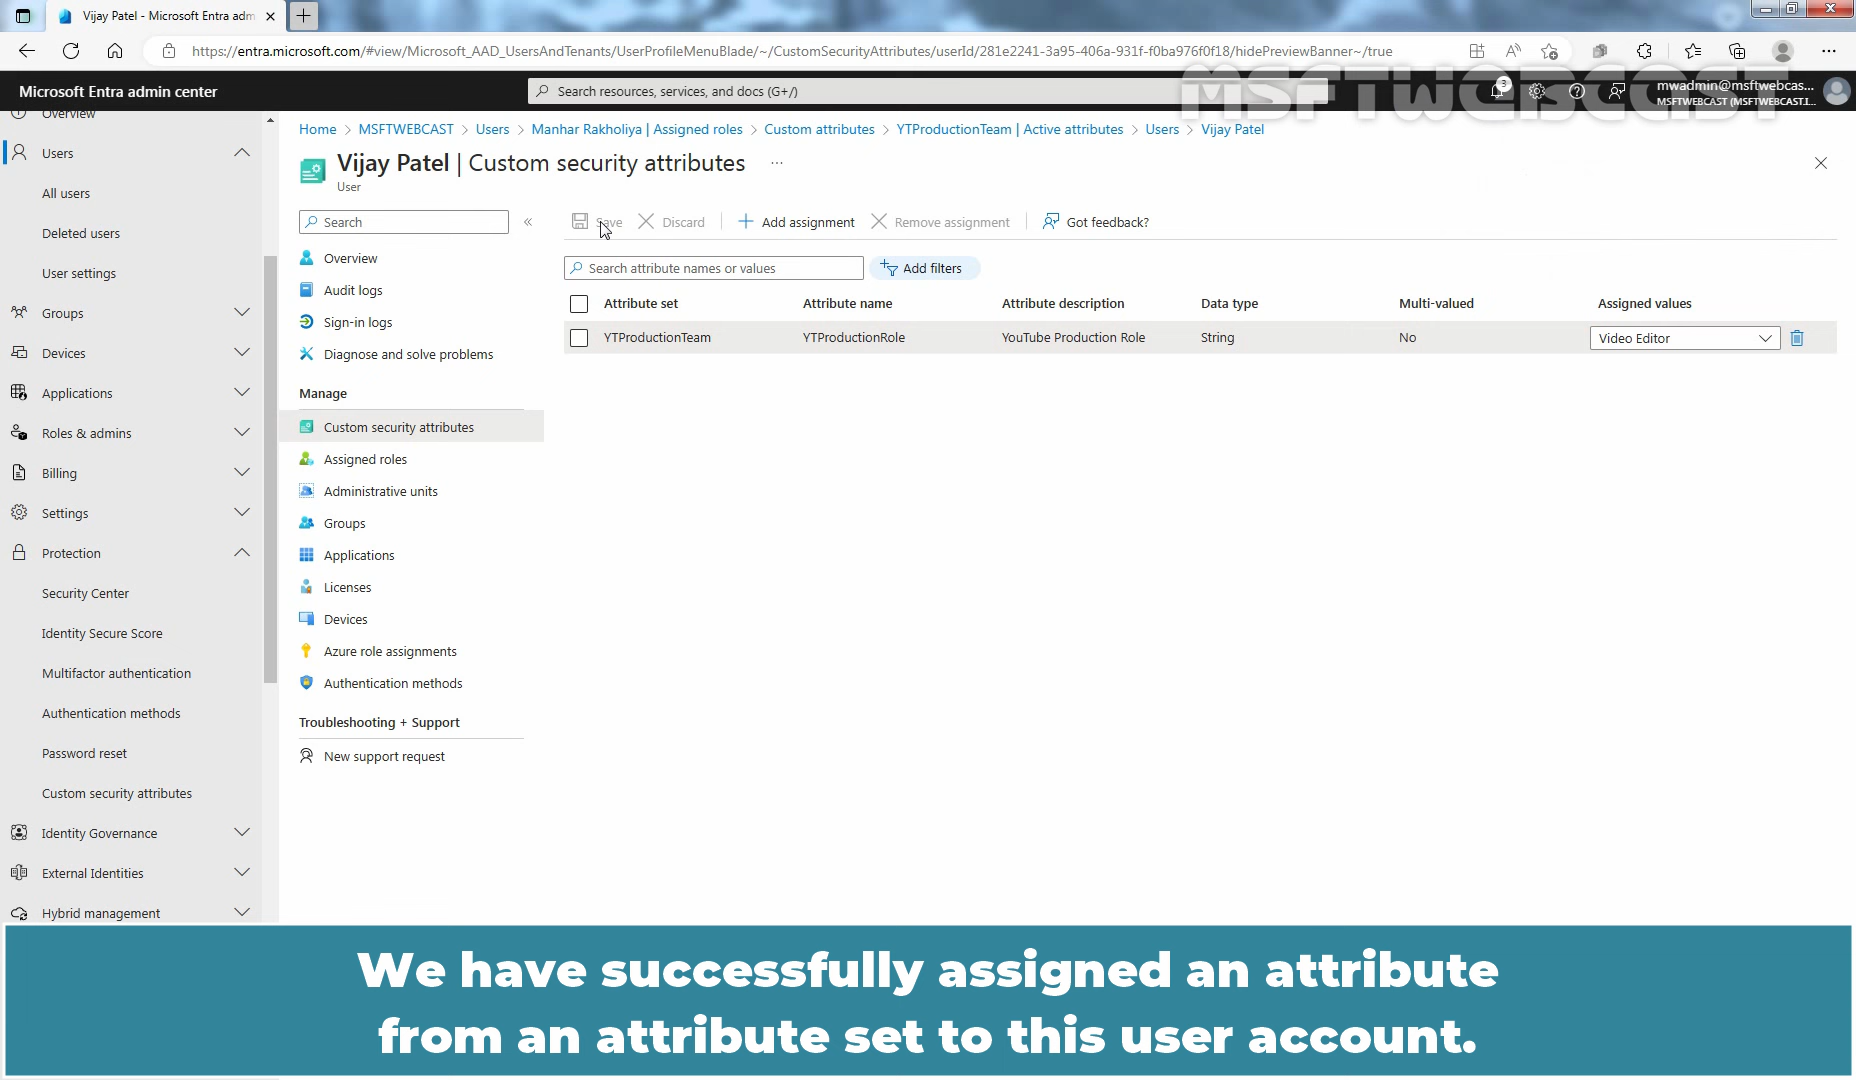 Vijay Patel - Microsoft Entra adm
https://entra.microsoft.com/#view/Microsoft_AAD_UsersAndTenants/UserProfileMenuBlade/~/CustomSecurityAttributes/userId/281e2241-3a95-406a-931f-f0ba976f0f18/hidePreviewBanner~/true
MSFTWEBCAST
Microsoft Entra admin center
Search resources, services, and docs (G+/)
3
mwadmin@msftwebcas...
MSFTWEBCAST (MSFTWEBCAST.I...
Overview
Users
All users
Deleted users
User settings
Groups
Devices
Applications
Roles & admins
Billing
Settings
Protection
Security Center
Identity Secure Score
Multifactor authentication
Authentication methods
Password reset
Custom security attributes
Identity Governance
External Identities
Hybrid management
Home > MSFTWEBCAST > Users > Manhar Rakholiya | Assigned roles > Custom attributes > YTProductionTeam | Active attributes > Users > Vijay Patel
Vijay Patel | Custom security attributes ...
User
Search
Overview
Audit logs
Sign-in logs
Diagnose and solve problems
Manage
Custom security attributes
Assigned roles
Administrative units
Groups
Applications
Licenses
Devices
Azure role assignments
Authentication methods
Troubleshooting + Support
New support request
Save Discard Add assignment Remove assignment Got feedback?
Search attribute names or values Add filters
Attribute set Attribute name Attribute description Data type Multi-valued Assigned values
YTProductionTeam YTProductionRole YouTube Production Role String No Video Editor
We have successfully assigned an attribute
from an attribute set to this user account.